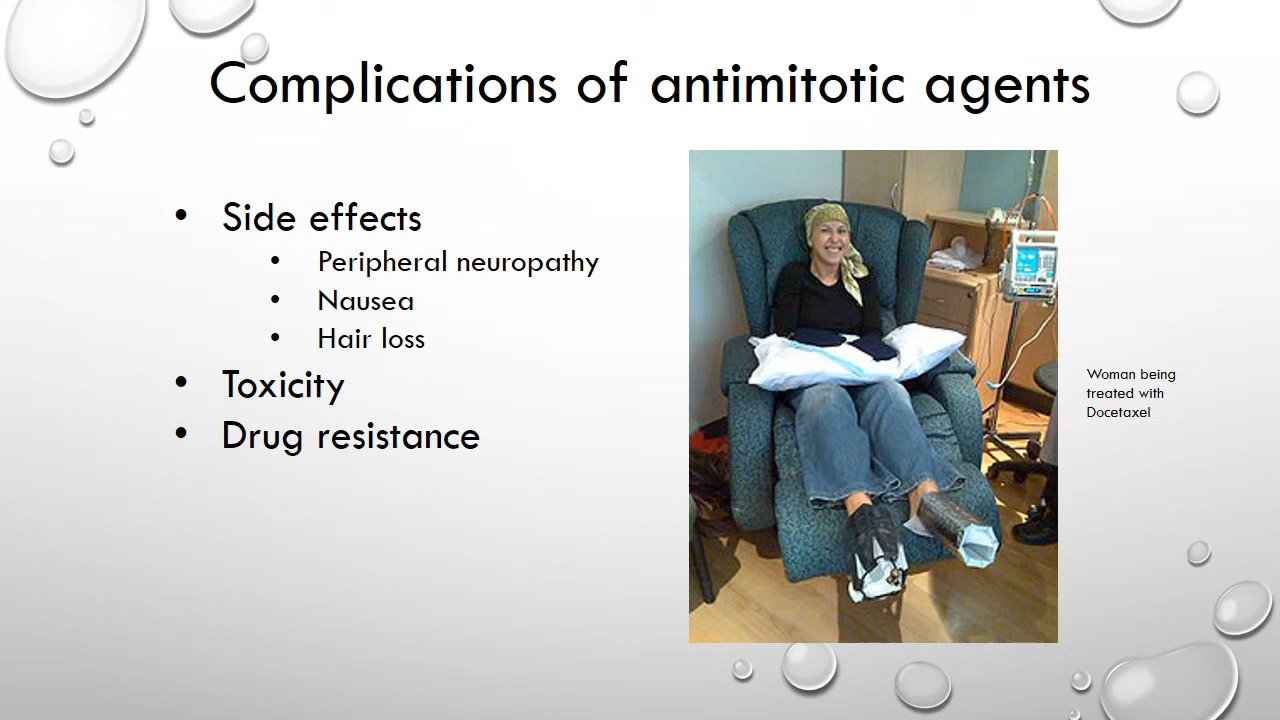 Complications of antimitotic agents
• Side effects
• Peripheral neuropathy
• Nausea
• Hair loss
• Toxicity
• Drug resistance
Woman being
treated with
Docetaxel